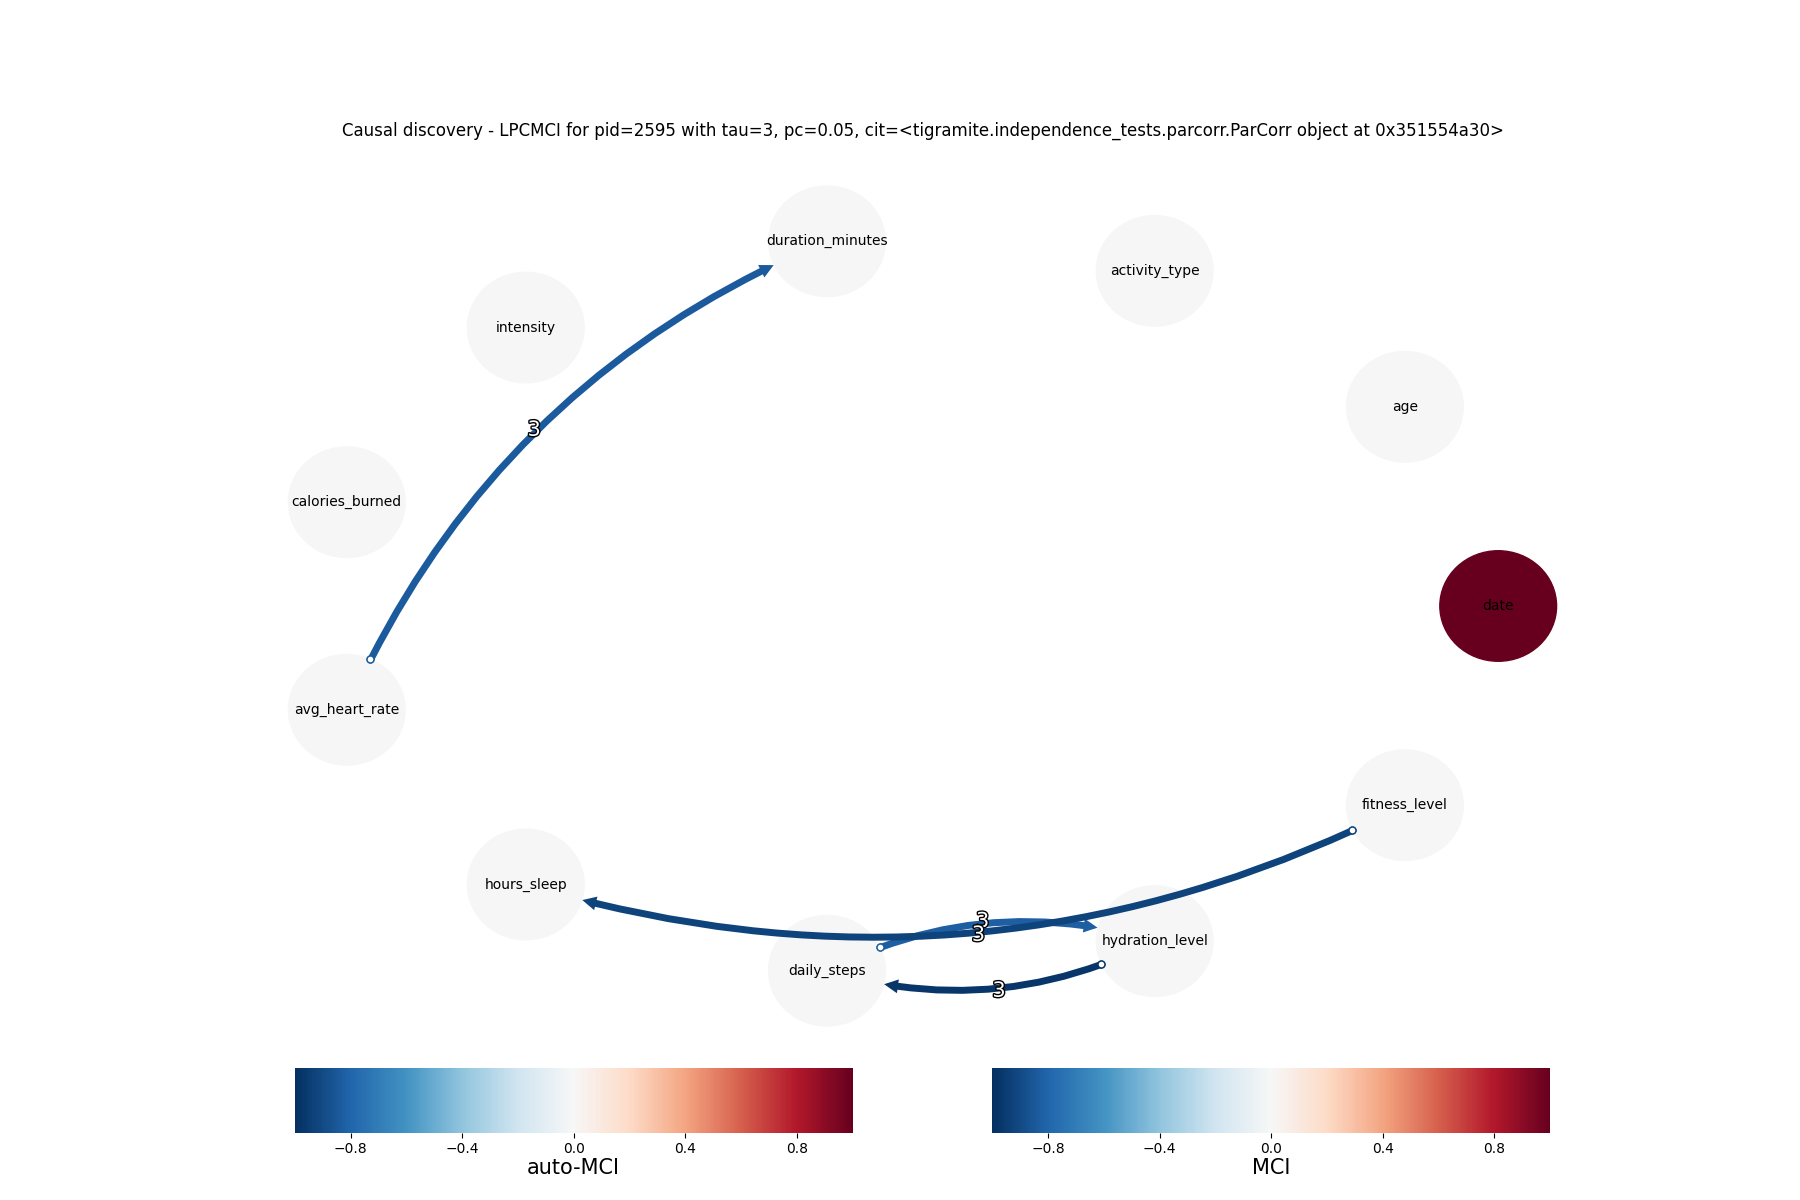 Causal discovery - LPCMCI for pid=2595 with tau=3, pc=0.05, cit=<tigramite.independence_tests.parcorr.ParCorr object at 0x351554a30>
duration_minutes
activity_type
intensity
age
3
calories_burned
date
avg_heart_rate
fitness_level
hours_sleep
3
3
hydration_level
daily_steps
3
−0.8 −0.4 0.0 0.4 0.8
auto-MCI
−0.8 −0.4 0.0 0.4 0.8
MCI